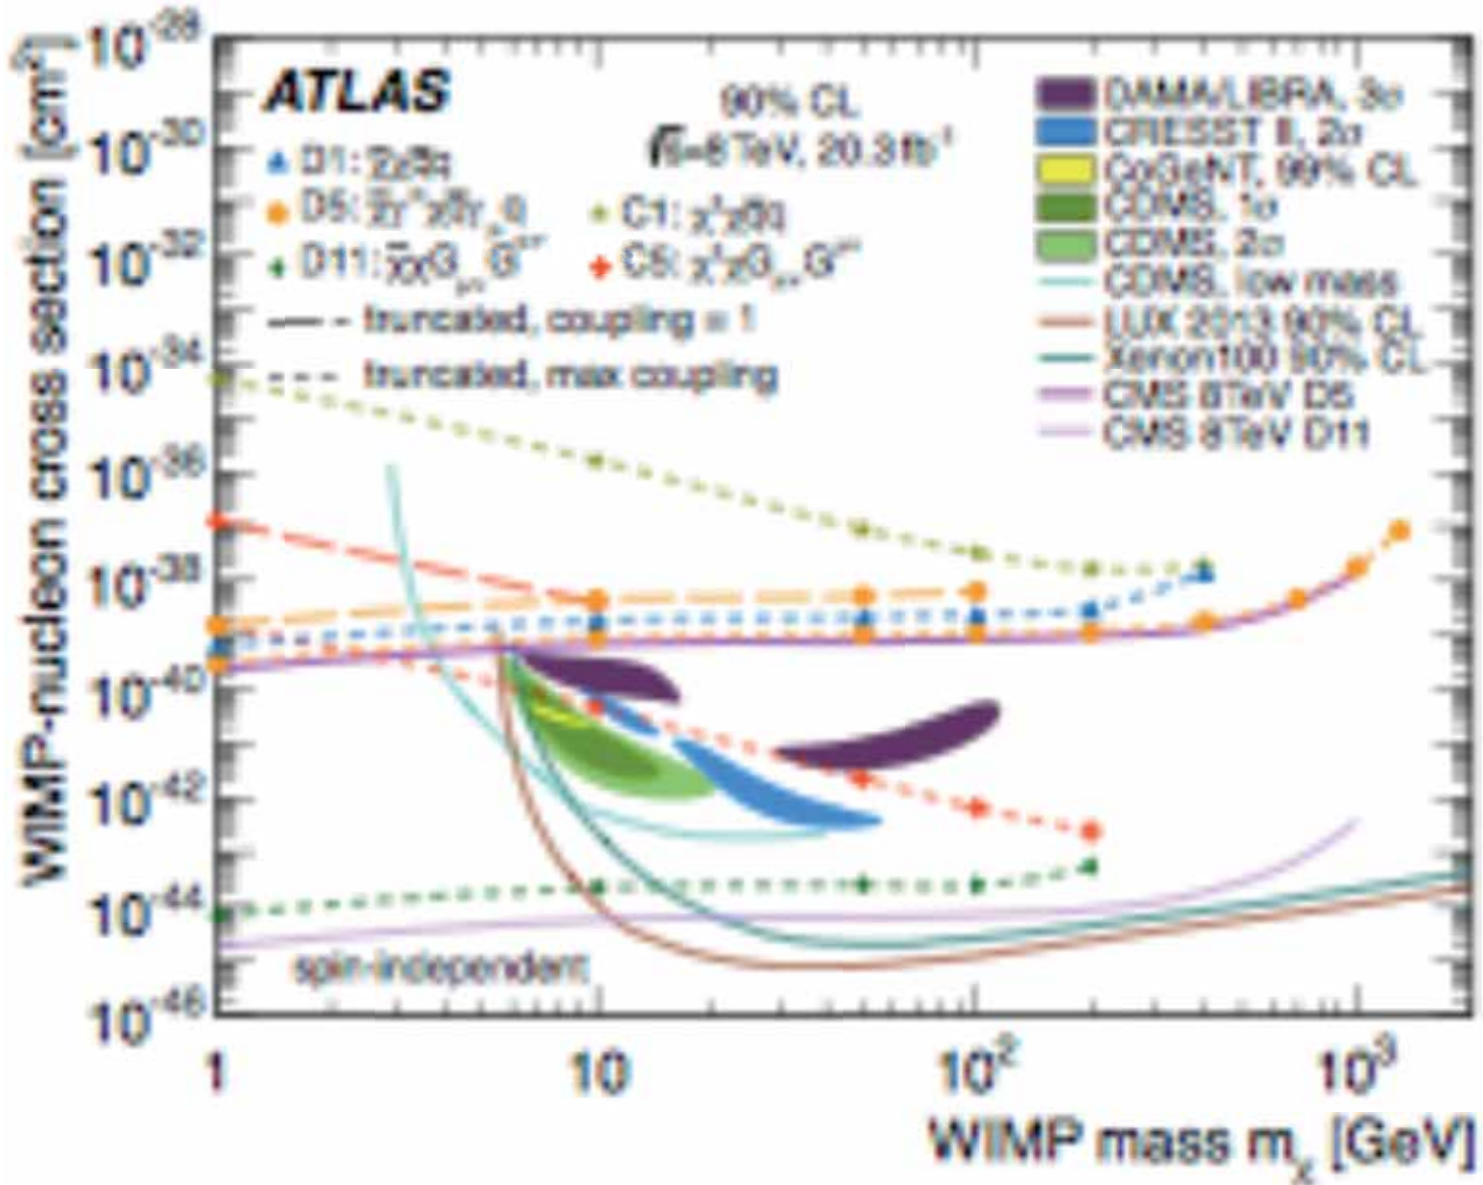 WIMP-nucleon cross section [cm²]
10⁻²⁸
10⁻³⁰
10⁻³²
10⁻³⁴
10⁻³⁶
10⁻³⁸
10⁻⁴⁰
10⁻⁴²
10⁻⁴⁴
10⁻⁴⁶
ATLAS
90% CL
√s=8TeV, 20.3 fb⁻¹
D1:
D5:
D11:
C1:
C5:
truncated, coupling = 1
truncated, max coupling
DAMA/LIBRA, 3σ
CRESST II, 2σ
CoGeNT, 99% CL
CDMS, 1σ
CDMS, 2σ
CDMS, low mass
LUX 2013 90% CL
Xenon100 90% CL
CMS 8TeV D5
CMS 8TeV D11
spin-independent
1 10 10² 10³
WIMP mass mχ [GeV]